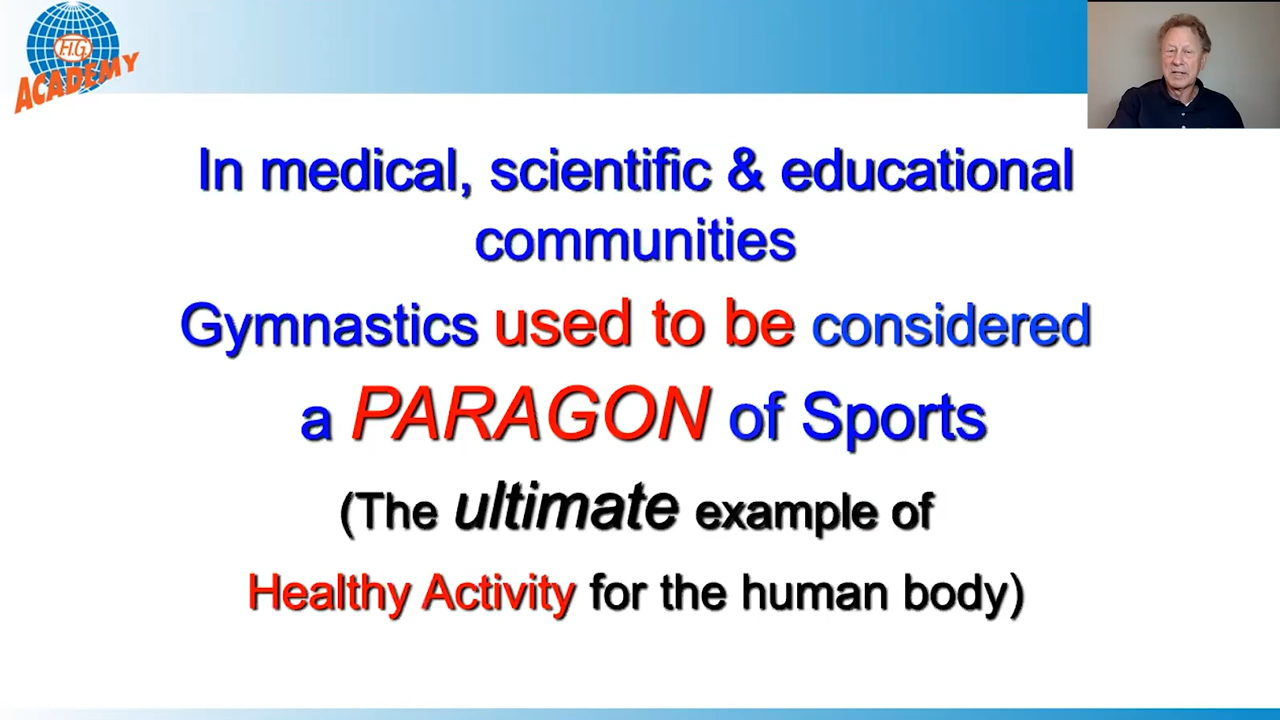 F.I.G.
ACADEMY
In medical, scientific & educational
communities
Gymnastics used to be considered
a PARAGON of Sports
(The ultimate example of
Healthy Activity for the human body)